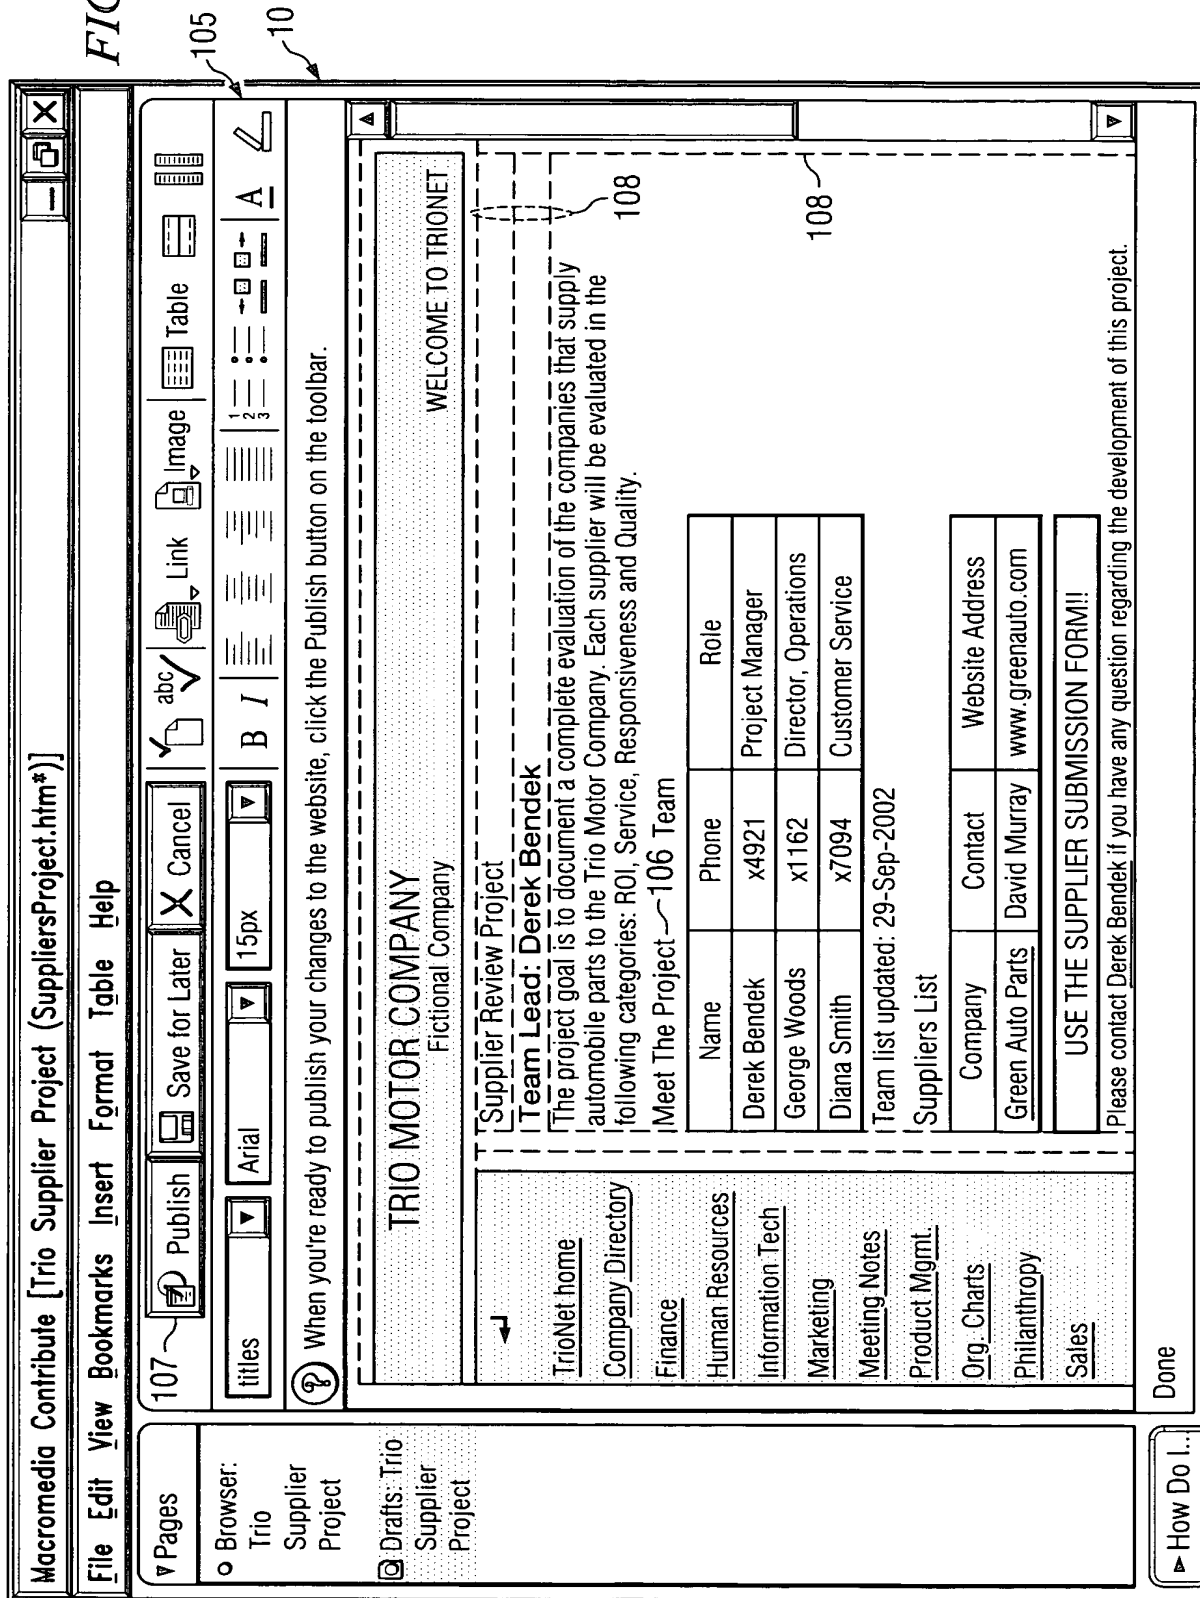 FIG
105
10
Macromedia Contribute [Trio Supplier Project (SuppliersProject.htm*)]
File Edit View Bookmarks Insert Format Table Help
▼ Pages
Browser:
Trio
Supplier
Project
Drafts: Trio
Supplier
Project
107
Publish Save for Later X Cancel abc Link Image Table
titles Arial 15px B I 1 2 3 A
When you're ready to publish your changes to the website, click the Publish button on the toolbar.
TRIO MOTOR COMPANY
Fictional Company
WELCOME TO TRIONET
TrioNet home
Company Directory
Finance
Human Resources
Information Tech
Marketing
Meeting Notes
Product Mgmt.
Org. Charts
Philanthropy
Sales
Supplier Review Project
Team Lead: Derek Bendek
The project goal is to document a complete evaluation of the companies that supply
automobile parts to the Trio Motor Company. Each supplier will be evaluated in the
following categories: ROI, Service, Responsiveness and Quality.
108
108
Meet The Project 106 Team
Name Phone Role
Derek Bendek x4921 Project Manager
George Woods x1162 Director, Operations
Diana Smith x7094 Customer Service
Team list updated: 29-Sep-2002
Suppliers List
Company Contact Website Address
Green Auto Parts David Murray www.greenauto.com
USE THE SUPPLIER SUBMISSION FORM!!
Please contact Derek Bendek if you have any question regarding the development of this project.
Done
► How Do I...